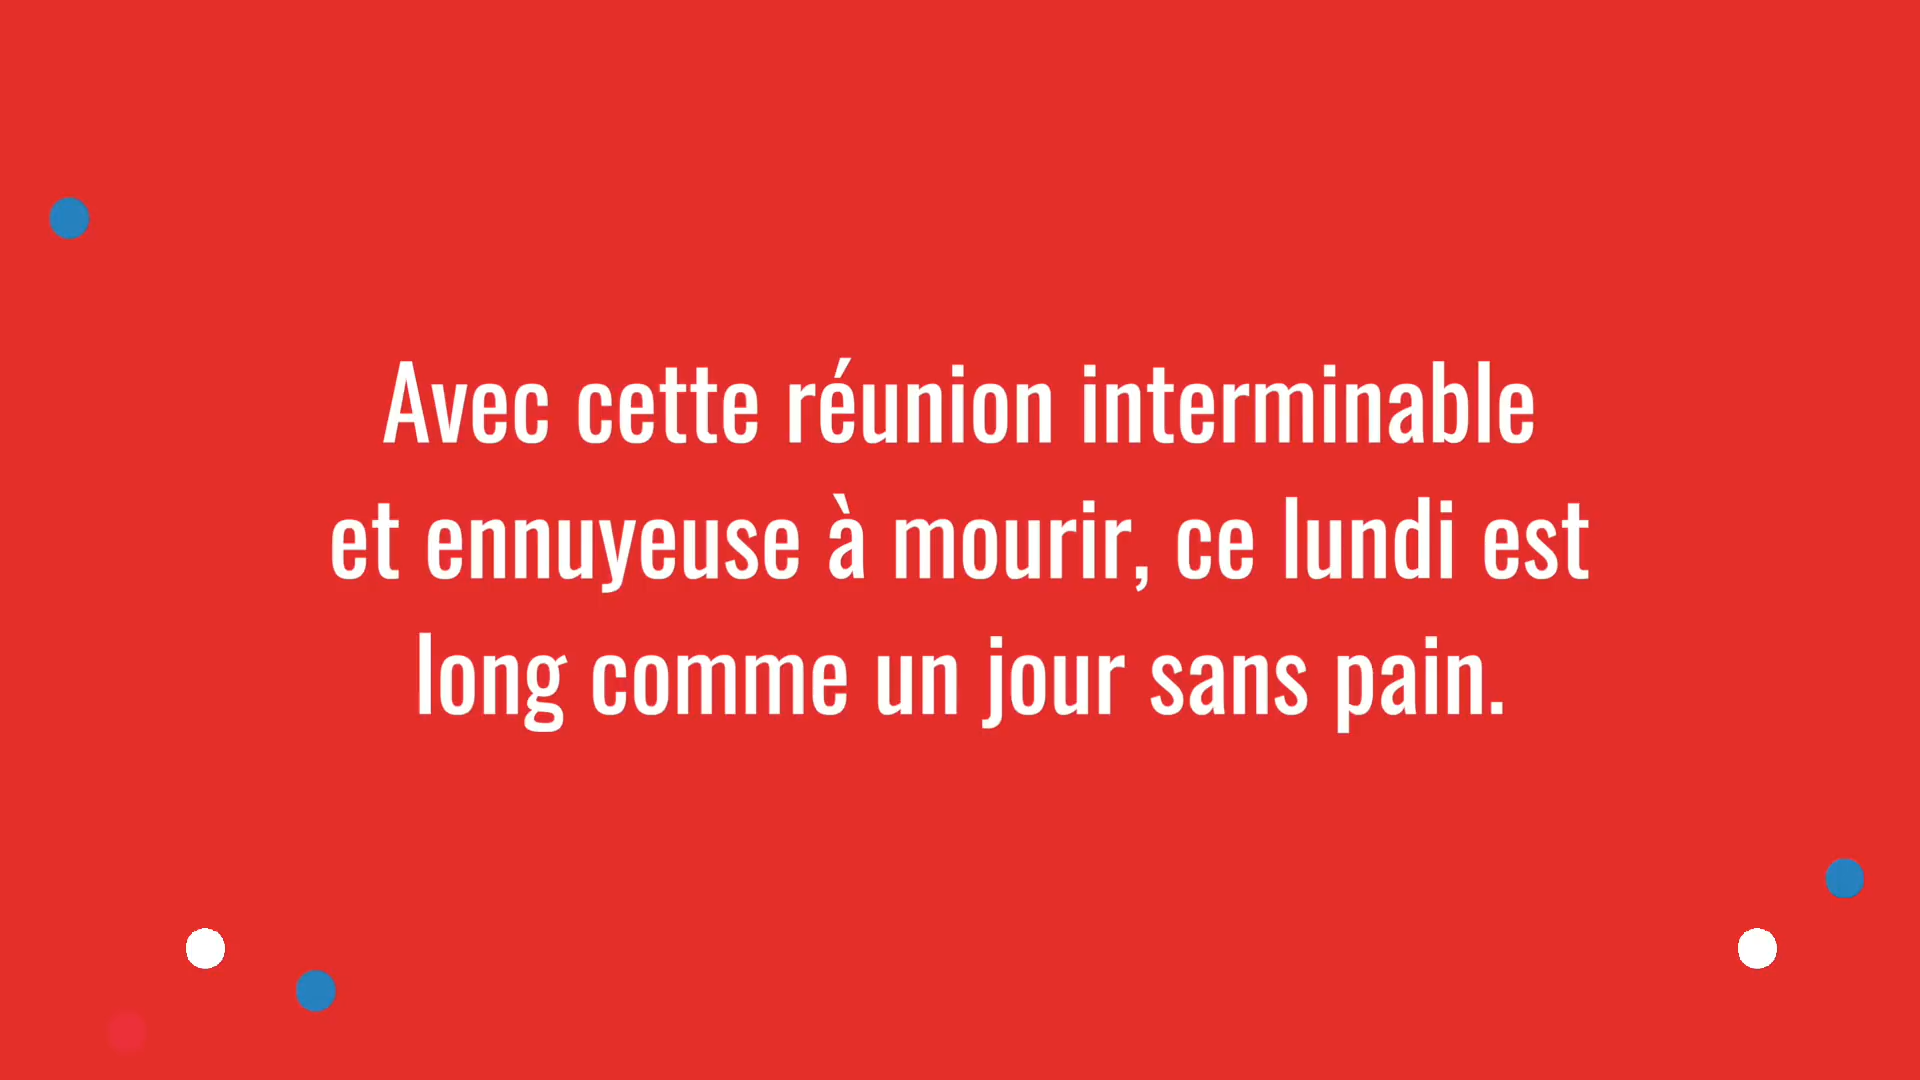 Avec cette réunion interminable
et ennuyeuse à mourir, ce lundi est
long comme un jour sans pain.